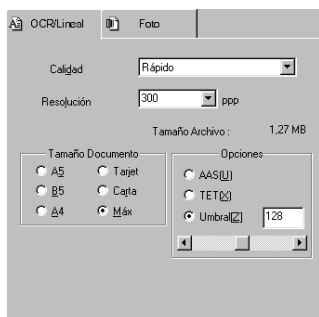 OCR/Lineal Foto
Calidad Rápido
Resolución 300 ppp
Tamaño Archivo : 1,27 MB
Tamaño Documento Opciones
A5 Tarjet AAS(U)
B5 Carta TET(X)
A4 Máx Umbral(Z) 128